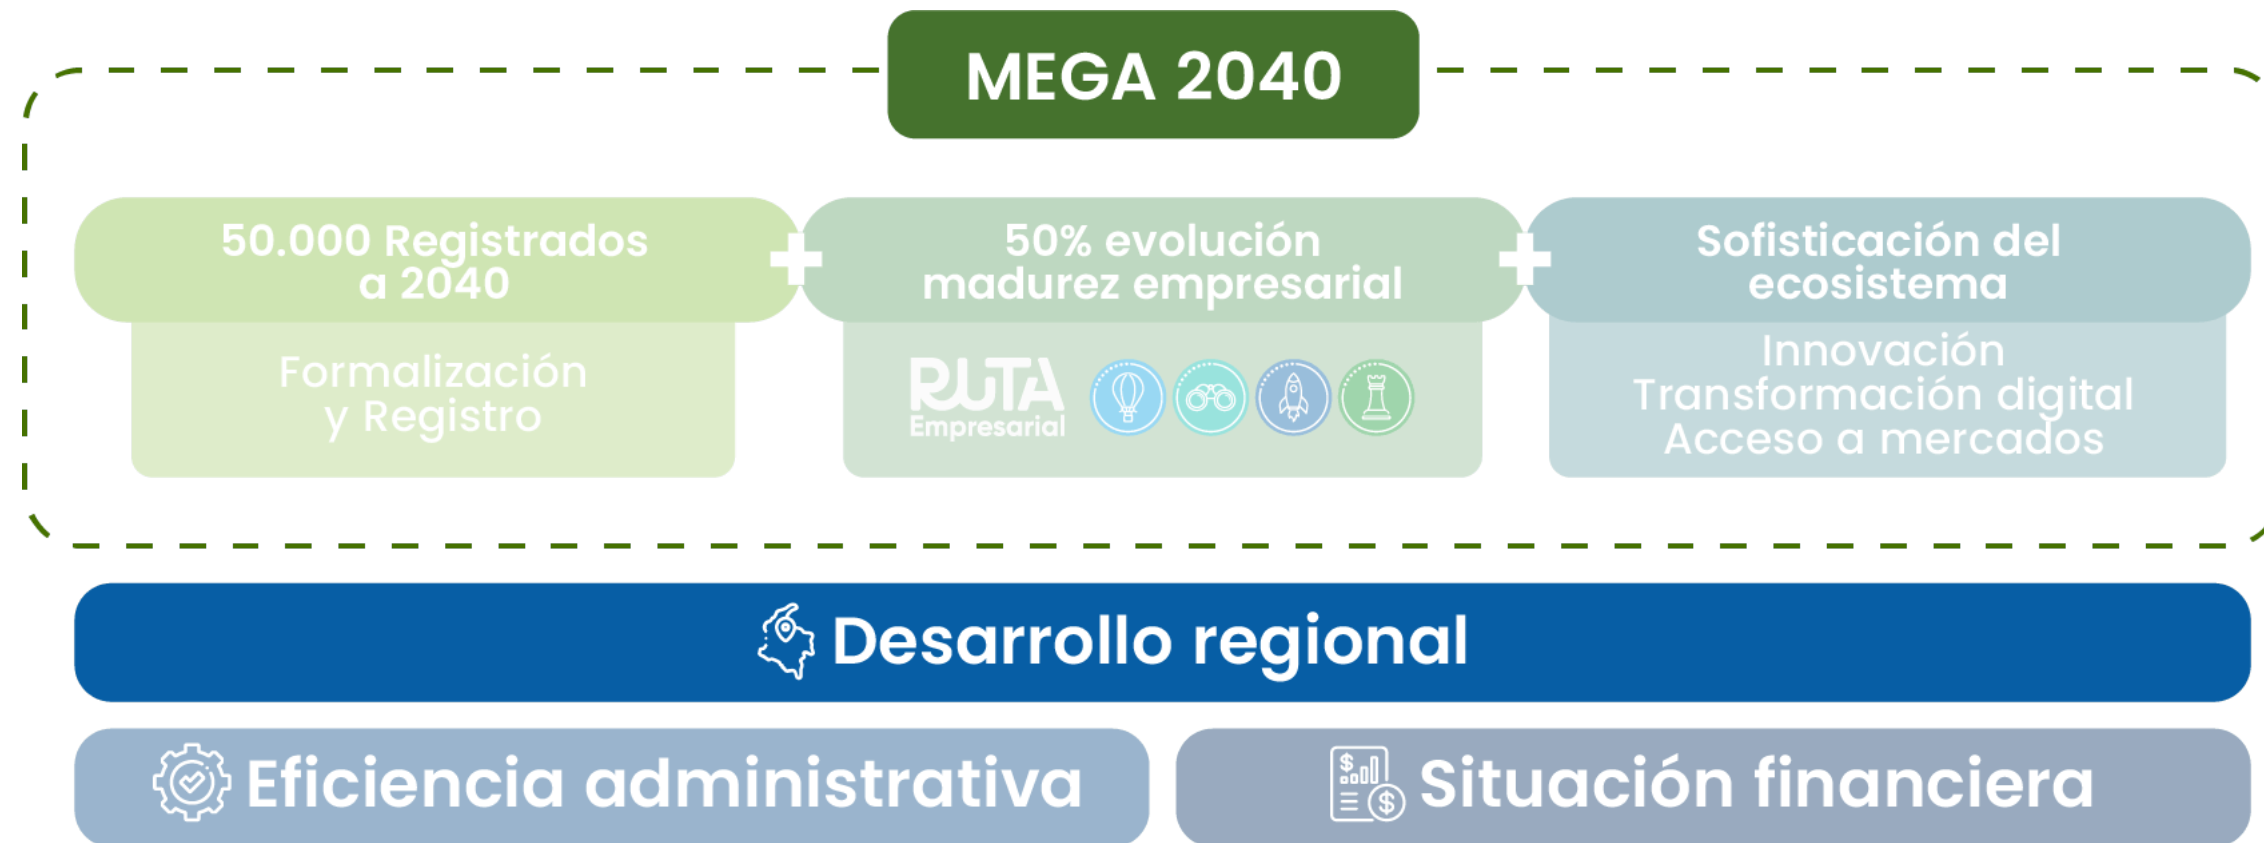 MEGA 2040
50.000 Registrados
a 2040
Formalización
y Registro
50% evolución
madurez empresarial
RUTA
Empresarial
Sofisticación del
ecosistema
Innovación
Transformación digital
Acceso a mercados
Desarrollo regional
Eficiencia administrativa
Situación financiera